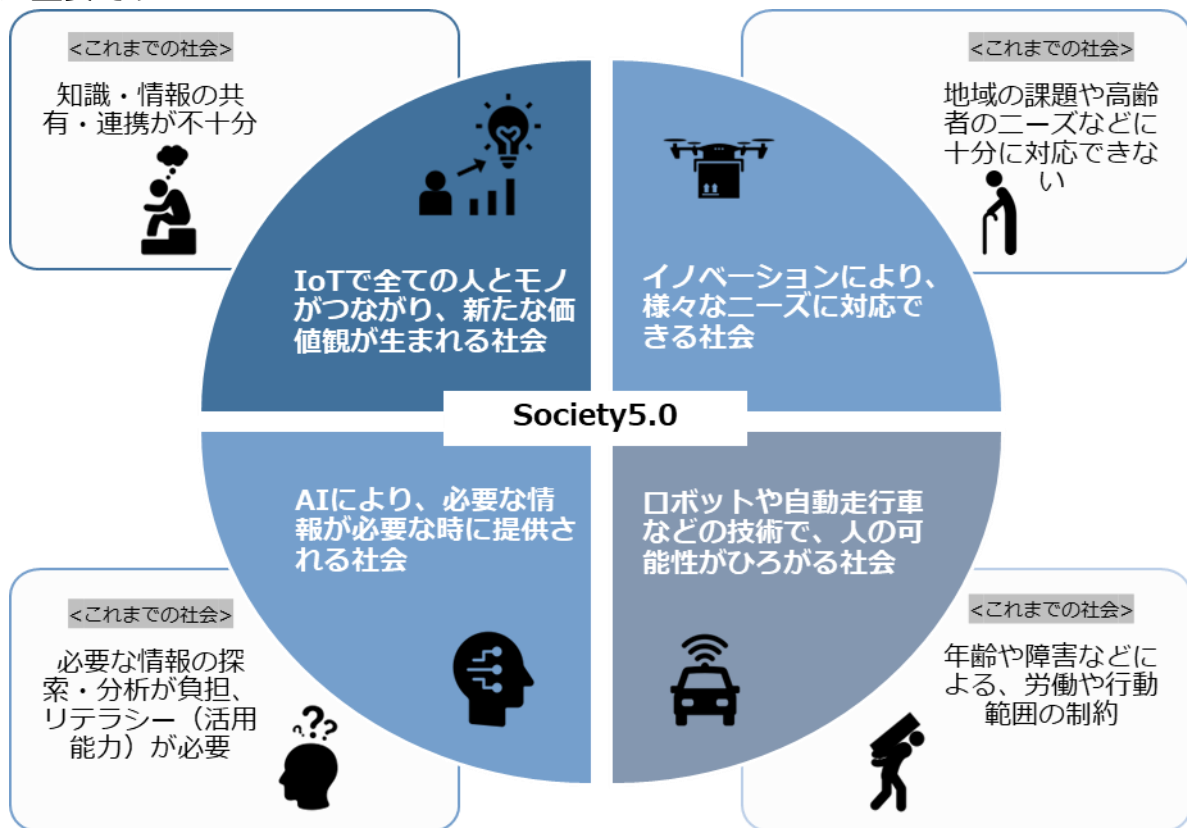 <これまでの社会>
知識・情報の共
有・連携が不十分
<これまでの社会>
地域の課題や高齢
者のニーズなどに
十分に対応できな
い
IoTで全ての人とモノ
がつながり、新たな価
値観が生まれる社会
イノベーションにより、
様々なニーズに対応で
きる社会
Society5.0
AIにより、必要な情
報が必要な時に提供さ
れる社会
ロボットや自動走行車
などの技術で、人の可
能性がひろがる社会
<これまでの社会>
必要な情報の探
索・分析が負担、
リテラシー（活用
能力）が必要
???
<これまでの社会>
年齢や障害などに
よる、労働や行動
範囲の制約